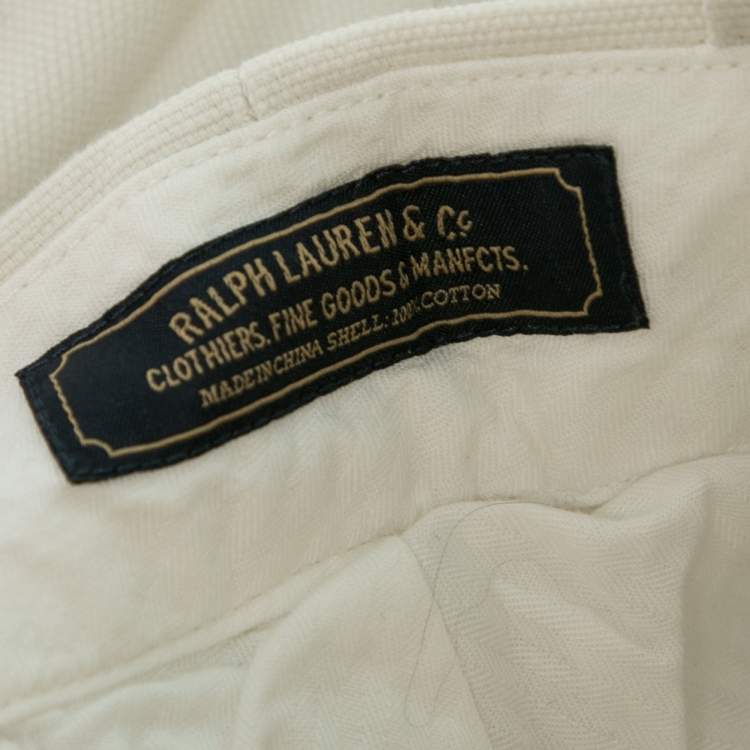 RALPH LAUREN & Co
CLOTHIERS. FINE GOODS & MANFCTS.
MADE IN CHINA SHELL: 100% COTTON